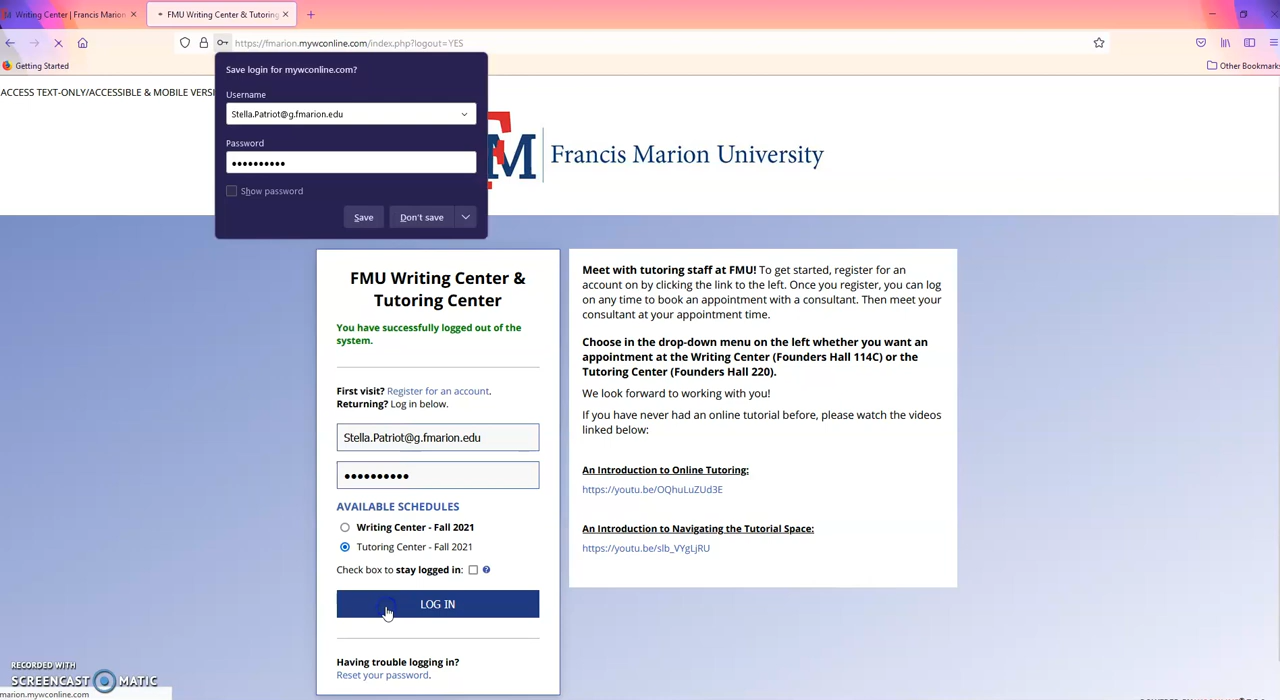 Writing Center | Francis Marion
FMU Writing Center & Tutoring
https://fmarion.mywconline.com/index.php?logout=YES
Getting Started
Other Bookmarks
ACCESS TEXT-ONLY/ACCESSIBLE & MOBILE VERSI
Save login for mywconline.com?
Username
Stella.Patriot@g.fmarion.edu
Password
••••••••••
Show password
Save
Don't save
Francis Marion University
FMU Writing Center &
Tutoring Center
You have successfully logged out of the
system.
First visit? Register for an account.
Returning? Log in below.
Stella.Patriot@g.fmarion.edu
••••••••••
AVAILABLE SCHEDULES
Writing Center - Fall 2021
Tutoring Center - Fall 2021
Check box to stay logged in:
LOG IN
Having trouble logging in?
Reset your password.
Meet with tutoring staff at FMU! To get started, register for an
account on by clicking the link to the left. Once you register, you can log
on any time to book an appointment with a consultant. Then meet your
consultant at your appointment time.
Choose in the drop-down menu on the left whether you want an
appointment at the Writing Center (Founders Hall 114C) or the
Tutoring Center (Founders Hall 220).
We look forward to working with you!
If you have never had an online tutorial before, please watch the videos
linked below:
An Introduction to Online Tutoring:
https://youtu.be/OQhuLuZUd3E
An Introduction to Navigating the Tutorial Space:
https://youtu.be/slb_VYgLjRU
RECORDED WITH
SCREENCAST MATIC
marion.mywconline.com